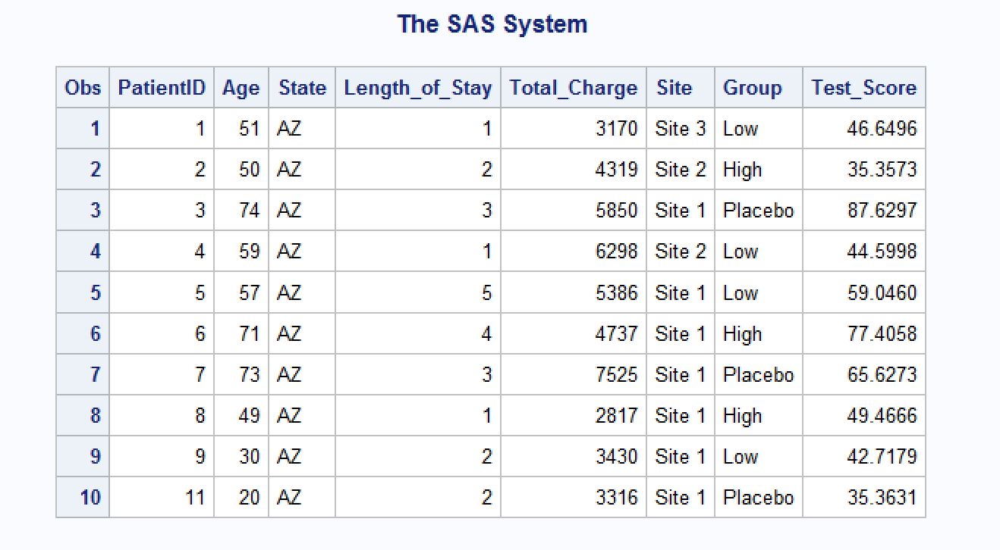 The SAS System
Obs PatientID Age State Length_of_Stay Total_Charge Site Group Test_Score
1 1 51 AZ 1 3170 Site 3 Low 46.6496
2 2 50 AZ 2 4319 Site 2 High 35.3573
3 3 74 AZ 3 5850 Site 1 Placebo 87.6297
4 4 59 AZ 1 6298 Site 2 Low 44.5998
5 5 57 AZ 5 5386 Site 1 Low 59.0460
6 6 71 AZ 4 4737 Site 1 High 77.4058
7 7 73 AZ 3 7525 Site 1 Placebo 65.6273
8 8 49 AZ 1 2817 Site 1 High 49.4666
9 9 30 AZ 2 3430 Site 1 Low 42.7179
10 11 20 AZ 2 3316 Site 1 Placebo 35.3631